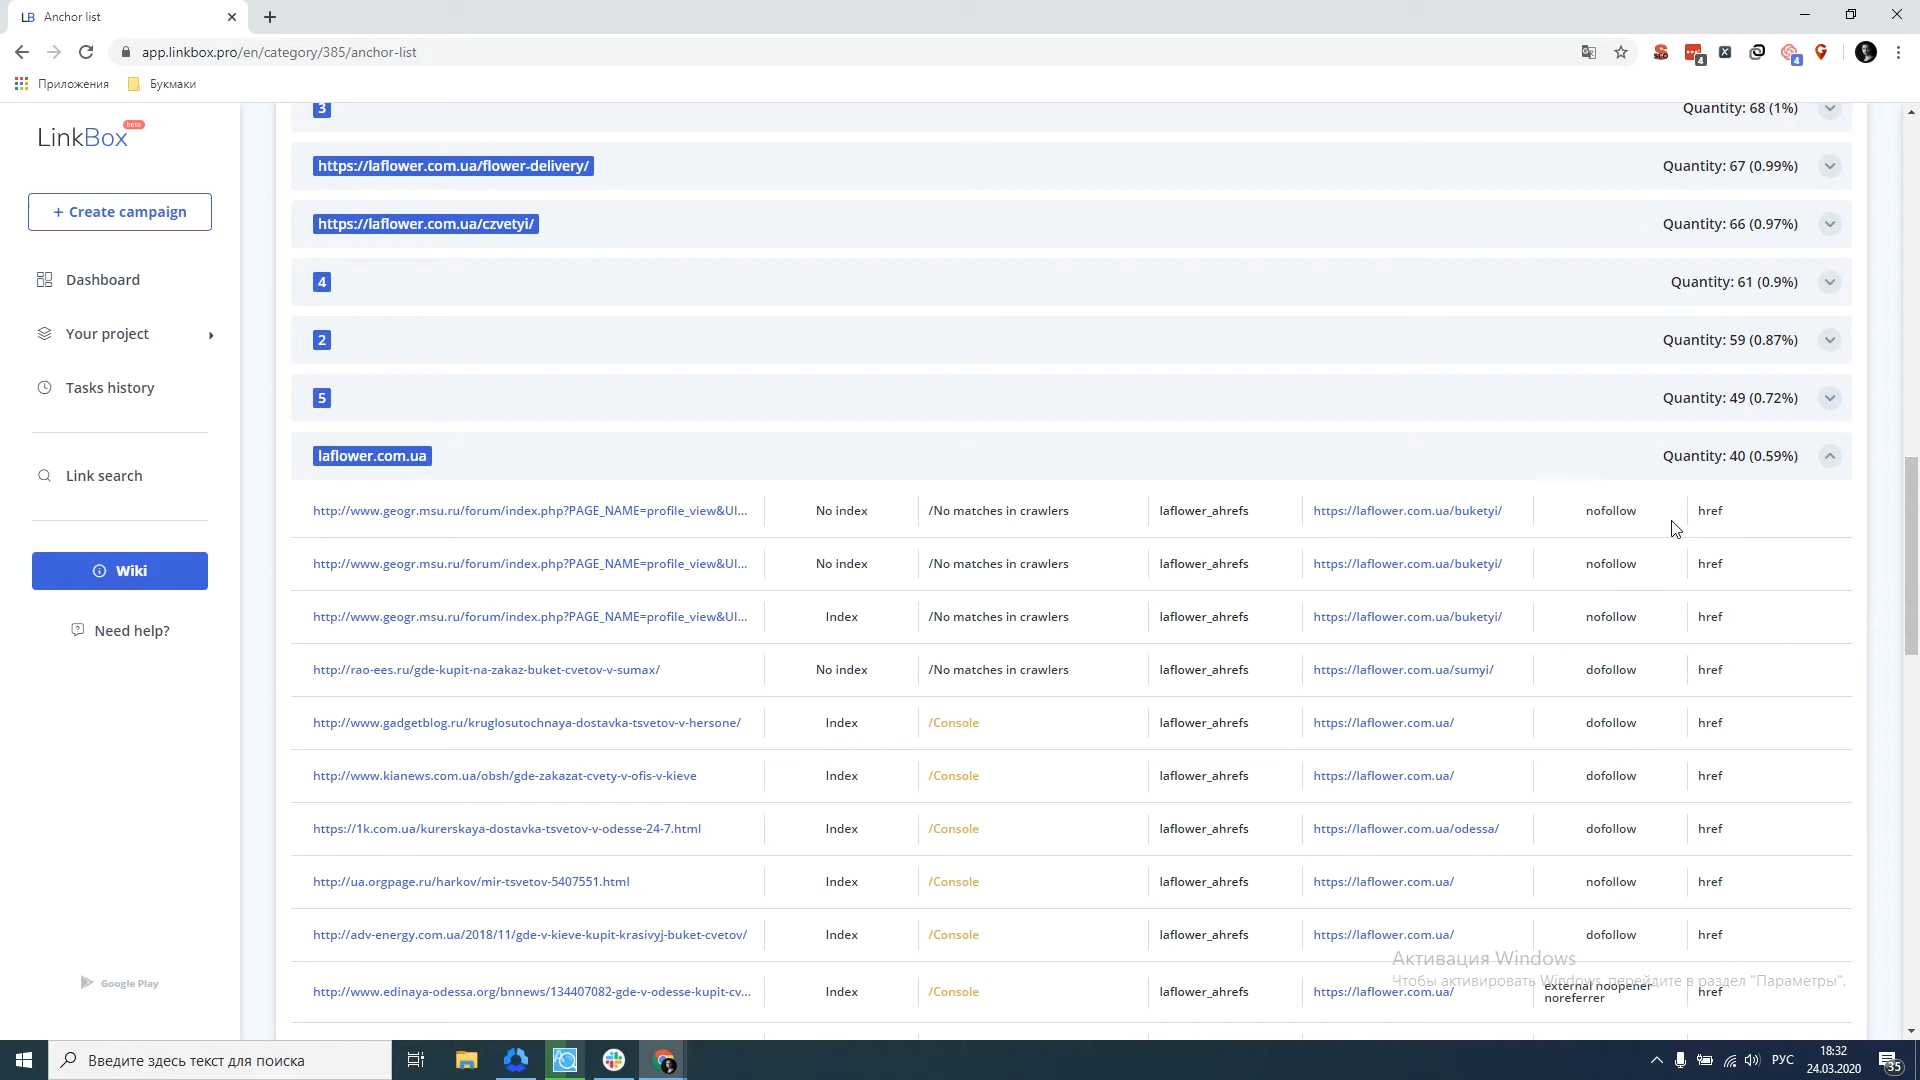 LB Anchor list
app.linkbox.pro/en/category/385/anchor-list
4
4
Приложения
Букмаки
LinkBox
beta
+ Create campaign
Dashboard
Your project
Tasks history
Link search
Wiki
Need help?
Google Play
3 Quantity: 68 (1%)
https://laflower.com.ua/flower-delivery/ Quantity: 67 (0.99%)
https://laflower.com.ua/czvetyi/ Quantity: 66 (0.97%)
4 Quantity: 61 (0.9%)
2 Quantity: 59 (0.87%)
5 Quantity: 49 (0.72%)
laflower.com.ua Quantity: 40 (0.59%)
http://www.geogr.msu.ru/forum/index.php?PAGE_NAME=profile_view&UI... No index /No matches in crawlers laflower_ahrefs https://laflower.com.ua/buketyi/ nofollow href
http://www.geogr.msu.ru/forum/index.php?PAGE_NAME=profile_view&UI... No index /No matches in crawlers laflower_ahrefs https://laflower.com.ua/buketyi/ nofollow href
http://www.geogr.msu.ru/forum/index.php?PAGE_NAME=profile_view&UI... Index /No matches in crawlers laflower_ahrefs https://laflower.com.ua/buketyi/ nofollow href
http://rao-ees.ru/gde-kupit-na-zakaz-buket-cvetov-v-sumax/ No index /No matches in crawlers laflower_ahrefs https://laflower.com.ua/sumyi/ dofollow href
http://www.gadgetblog.ru/kruglosutochnaya-dostavka-tsvetov-v-hersone/ Index /Console laflower_ahrefs https://laflower.com.ua/ dofollow href
http://www.kianews.com.ua/obsh/gde-zakazat-cvety-v-ofis-v-kieve Index /Console laflower_ahrefs https://laflower.com.ua/ dofollow href
https://1k.com.ua/kurerskaya-dostavka-tsvetov-v-odesse-24-7.html Index /Console laflower_ahrefs https://laflower.com.ua/odessa/ dofollow href
http://ua.orgpage.ru/harkov/mir-tsvetov-5407551.html Index /Console laflower_ahrefs https://laflower.com.ua/ nofollow href
http://adv-energy.com.ua/2018/11/gde-v-kieve-kupit-krasivyj-buket-cvetov/ Index /Console laflower_ahrefs https://laflower.com.ua/ dofollow href
http://www.edinaya-odessa.org/bnnews/134407082-gde-v-odesse-kupit-cv... Index /Console laflower_ahrefs https://laflower.com.ua/ external noopener href
noreferrer
Активация Windows
Чтобы активировать Windows, перейдите в раздел "Параметры".
Введите здесь текст для поиска
РУС
18:32
24.03.2020
35